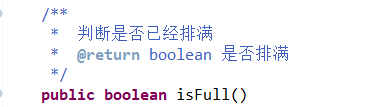 /**
 * 判断是否已经排满
 * @return boolean 是否排满
 */
public boolean isFull()